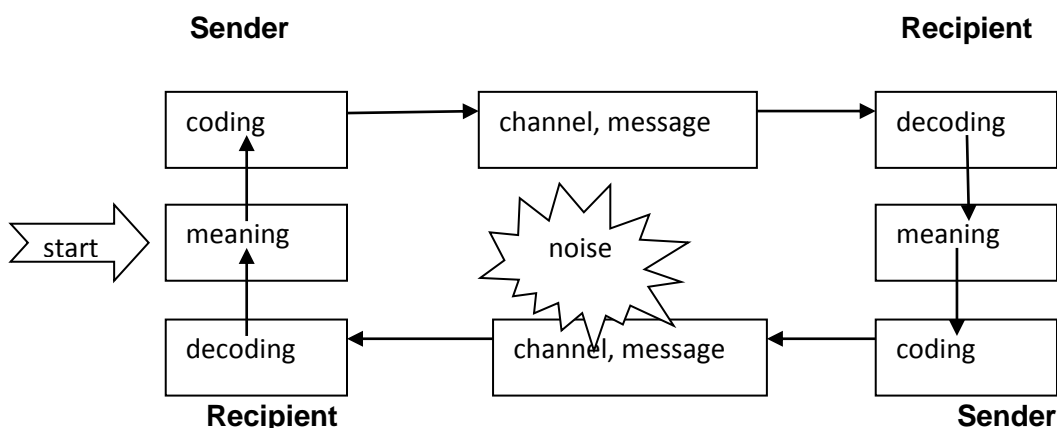 Sender Recipient
coding channel, message decoding
meaning noise meaning
start
decoding channel, message coding
Recipient Sender